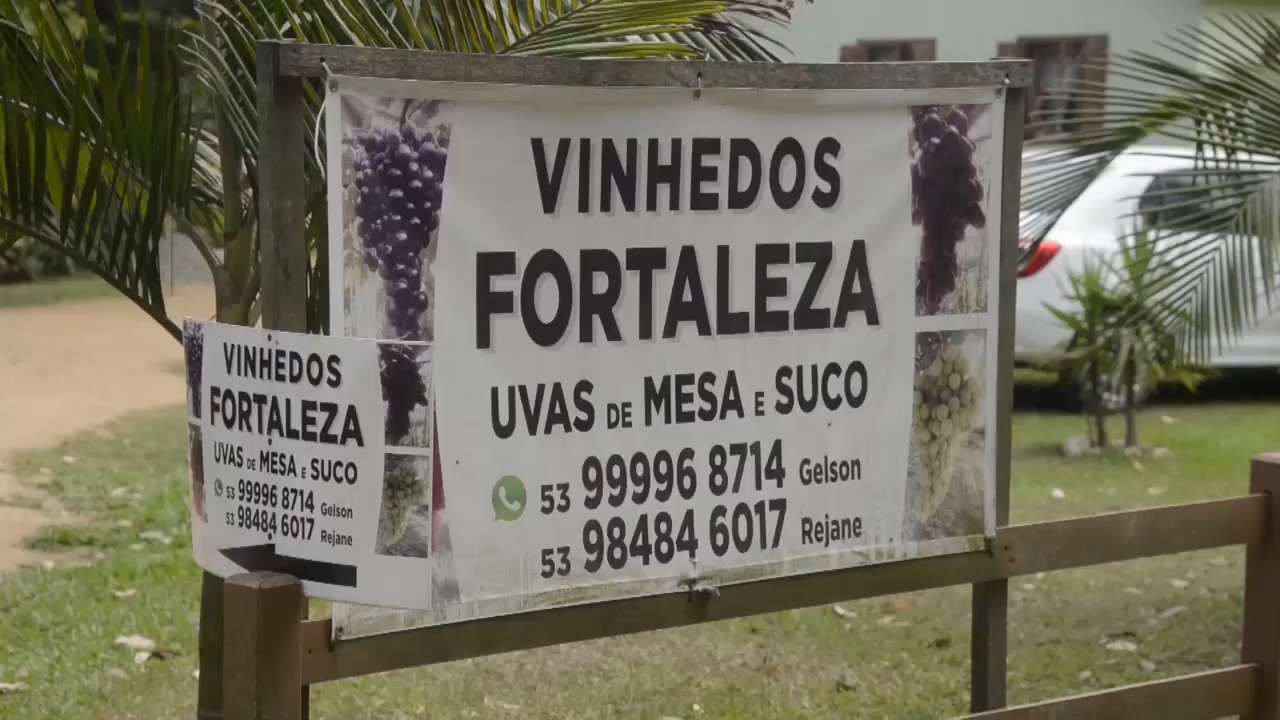 VINHEDOS
FORTALEZA
UVAS DE MESA E SUCO
53 99996 8714 Gelson
53 98484 6017 Rejane
VINHEDOS
FORTALEZA
UVAS DE MESA E SUCO
53 99996 8714 Gelson
53 98484 6017 Rejane